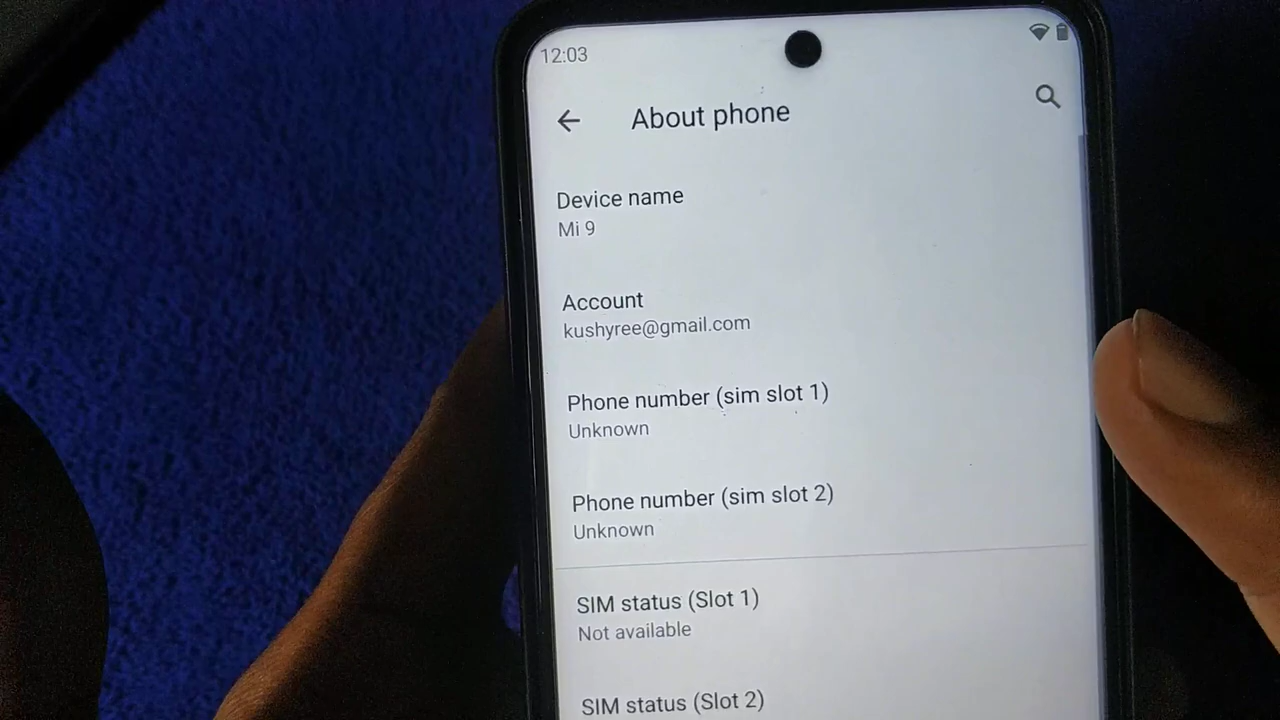 12:03
About phone
Device name
Mi 9
Account
kushyree@gmail.com
Phone number (sim slot 1)
Unknown
Phone number (sim slot 2)
Unknown
SIM status (Slot 1)
Not available
SIM status (Slot 2)